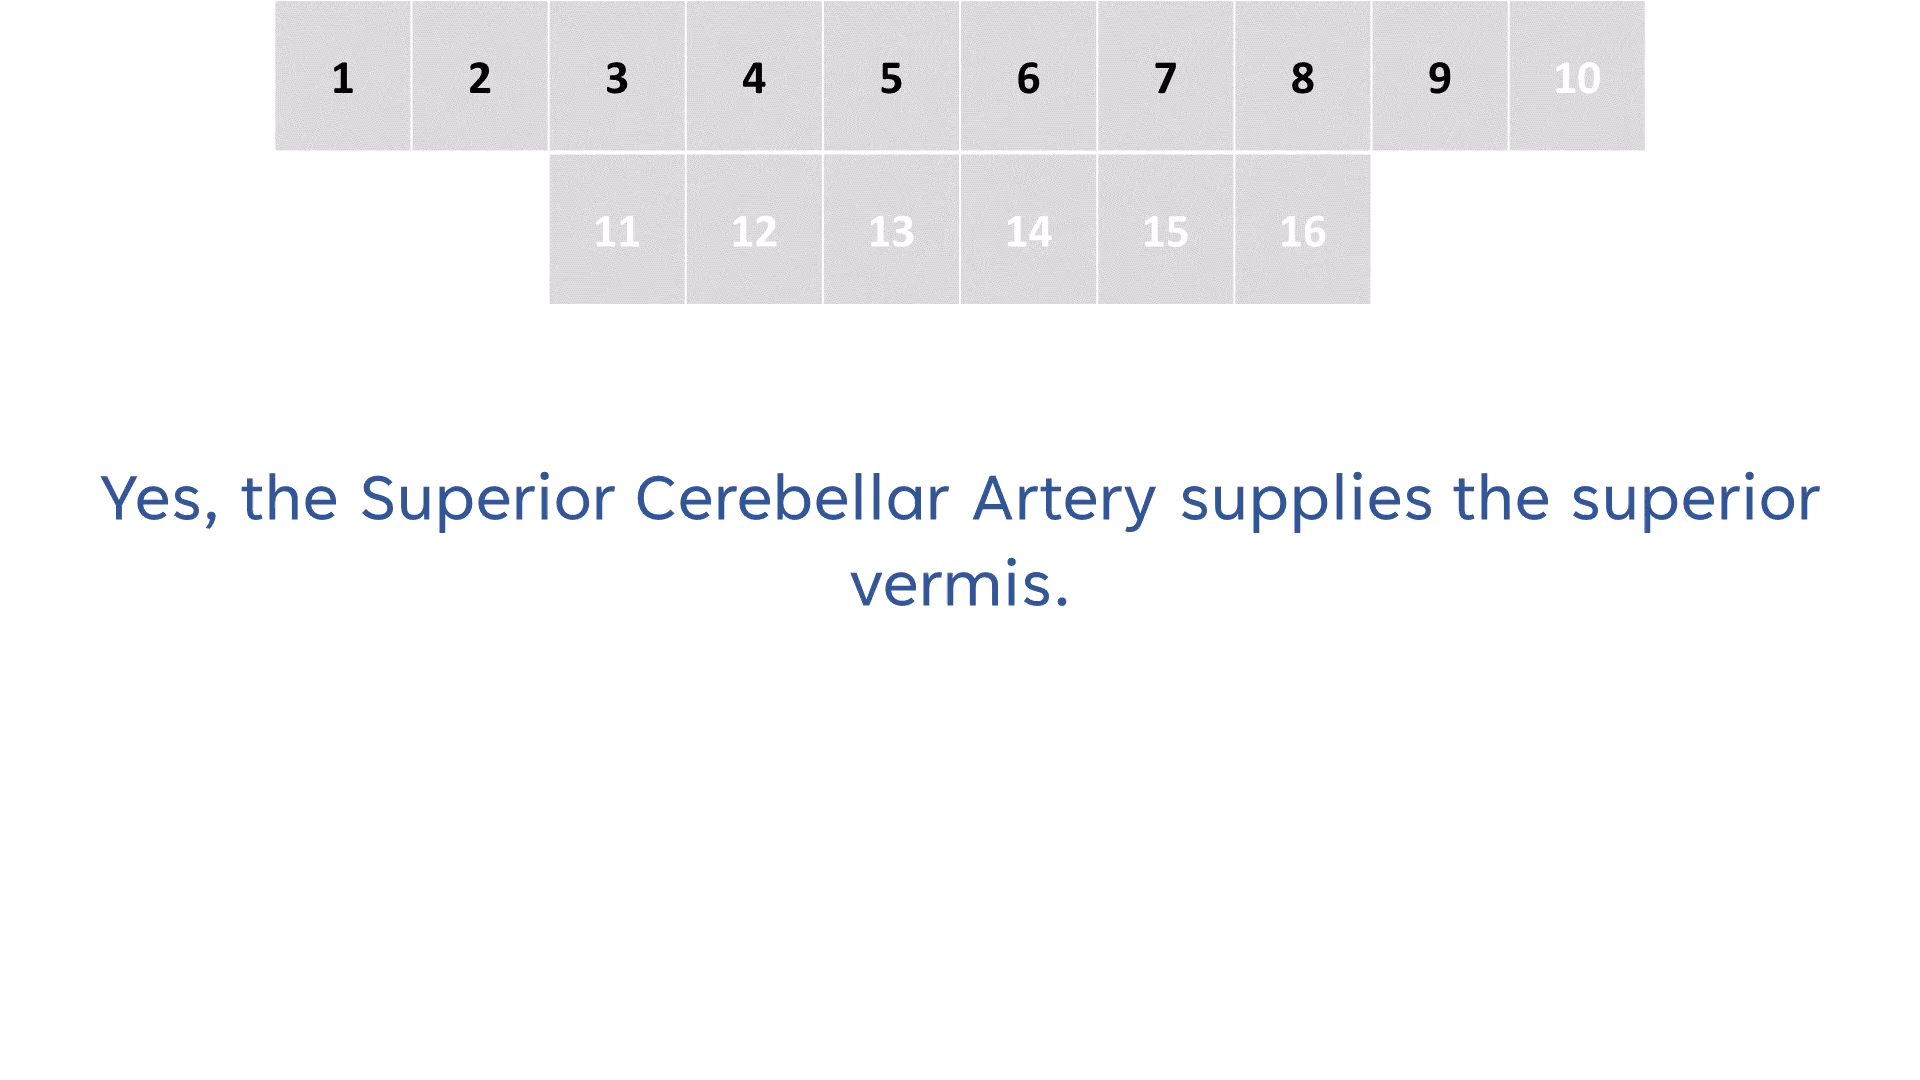 1 2 3 4 5 6 7 8 9 10
11 12 13 14 15 16
Yes, the Superior Cerebellar Artery supplies the superior
vermis.